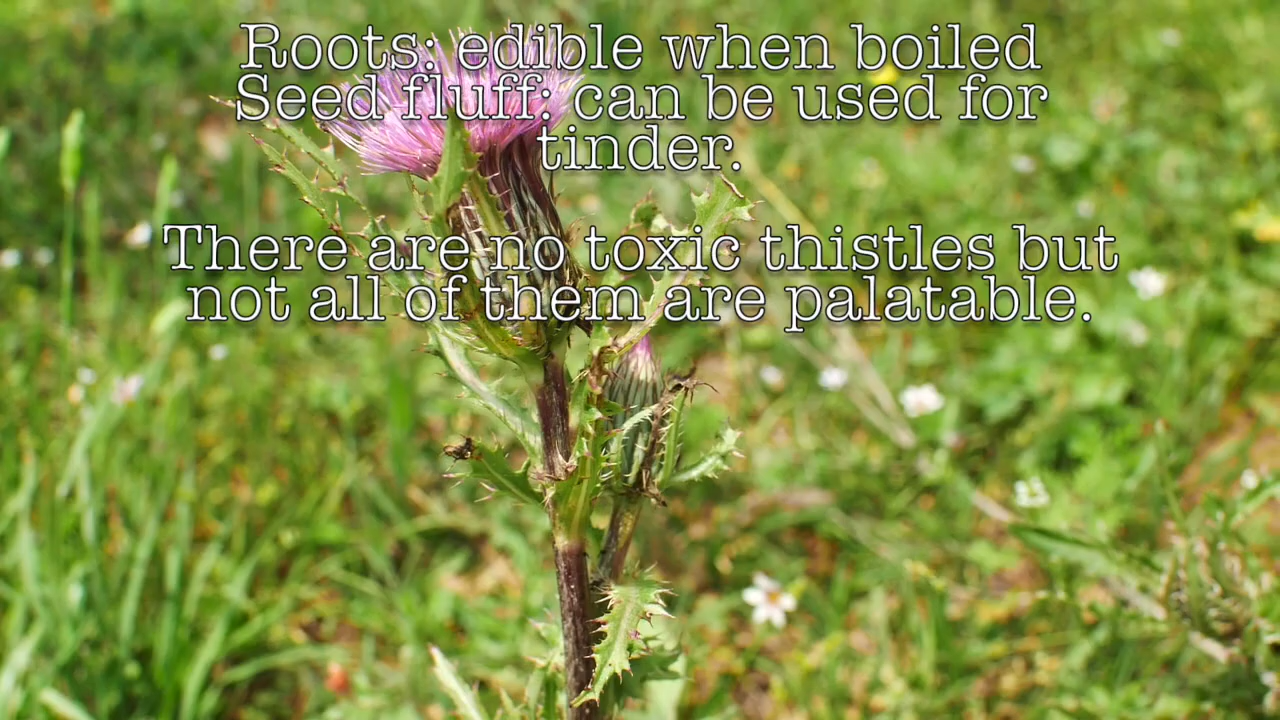 Roots: edible when boiled
Seed fluff: can be used for
tinder.
There are no toxic thistles but
not all of them are palatable.